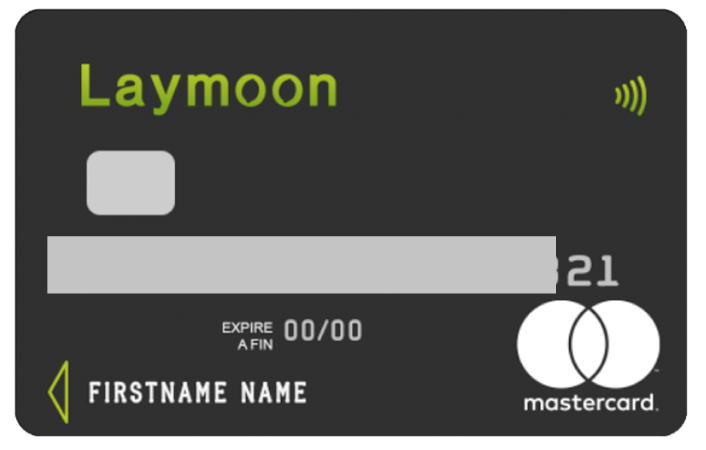 Laymoon
21
EXPIRE
A FIN 00/00
FIRSTNAME NAME
mastercard.